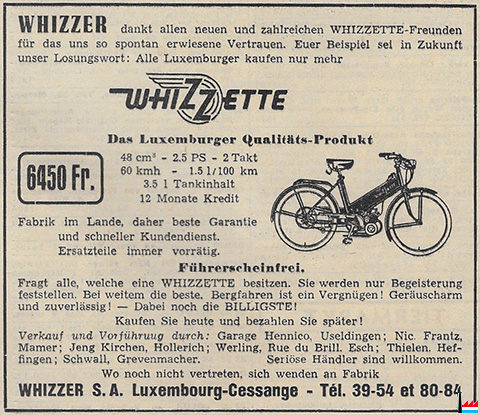 WHIZZER dankt allen neuen und zahlreichen WHIZZETTE-Freunden
für das uns so spontan erwiesene Vertrauen. Euer Beispiel sei in Zukunft
unser Losungswort: Alle Luxemburger kaufen nur mehr
WHIZZETTE
Das Luxemburger Qualitäts-Produkt
6450 Fr.
48 cm³ - 2.5 PS - 2 Takt
60 kmh - 1.5 l/100 km
3.5 l Tankinhalt
12 Monate Kredit
Fabrik im Lande, daher beste Garantie
und schneller Kundendienst.
Ersatzteile immer vorrätig.
Führerscheinfrei.
Fragt alle, welche eine WHIZZETTE besitzen. Sie werden nur Begeisterung
feststellen. Bei weitem die beste. Bergfahren ist ein Vergnügen! Geräuscharm
und zuverlässig! — Dabei noch die BILLIGSTE!
Kaufen Sie heute und bezahlen Sie später!
Verkauf und Vorführung durch: Garage Hennico, Useldingen; Nic. Frantz,
Mamer; Jeng Kirchen, Hollerich; Werling, Rue du Brill, Esch; Thielen, Hef-
fingen; Schwall, Grevenmacher. Seriöse Händler sind willkommen.
Wo noch nicht vertreten, sich wenden an Fabrik
WHIZZER S. A. Luxembourg-Cessange - Tél. 39-54 et 80-84